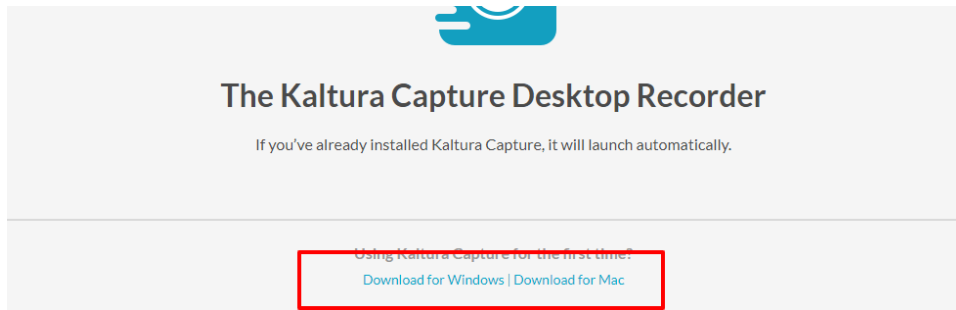 The Kaltura Capture Desktop Recorder
If you've already installed Kaltura Capture, it will launch automatically.
Using Kaltura Capture for the first time?
Download for Windows | Download for Mac